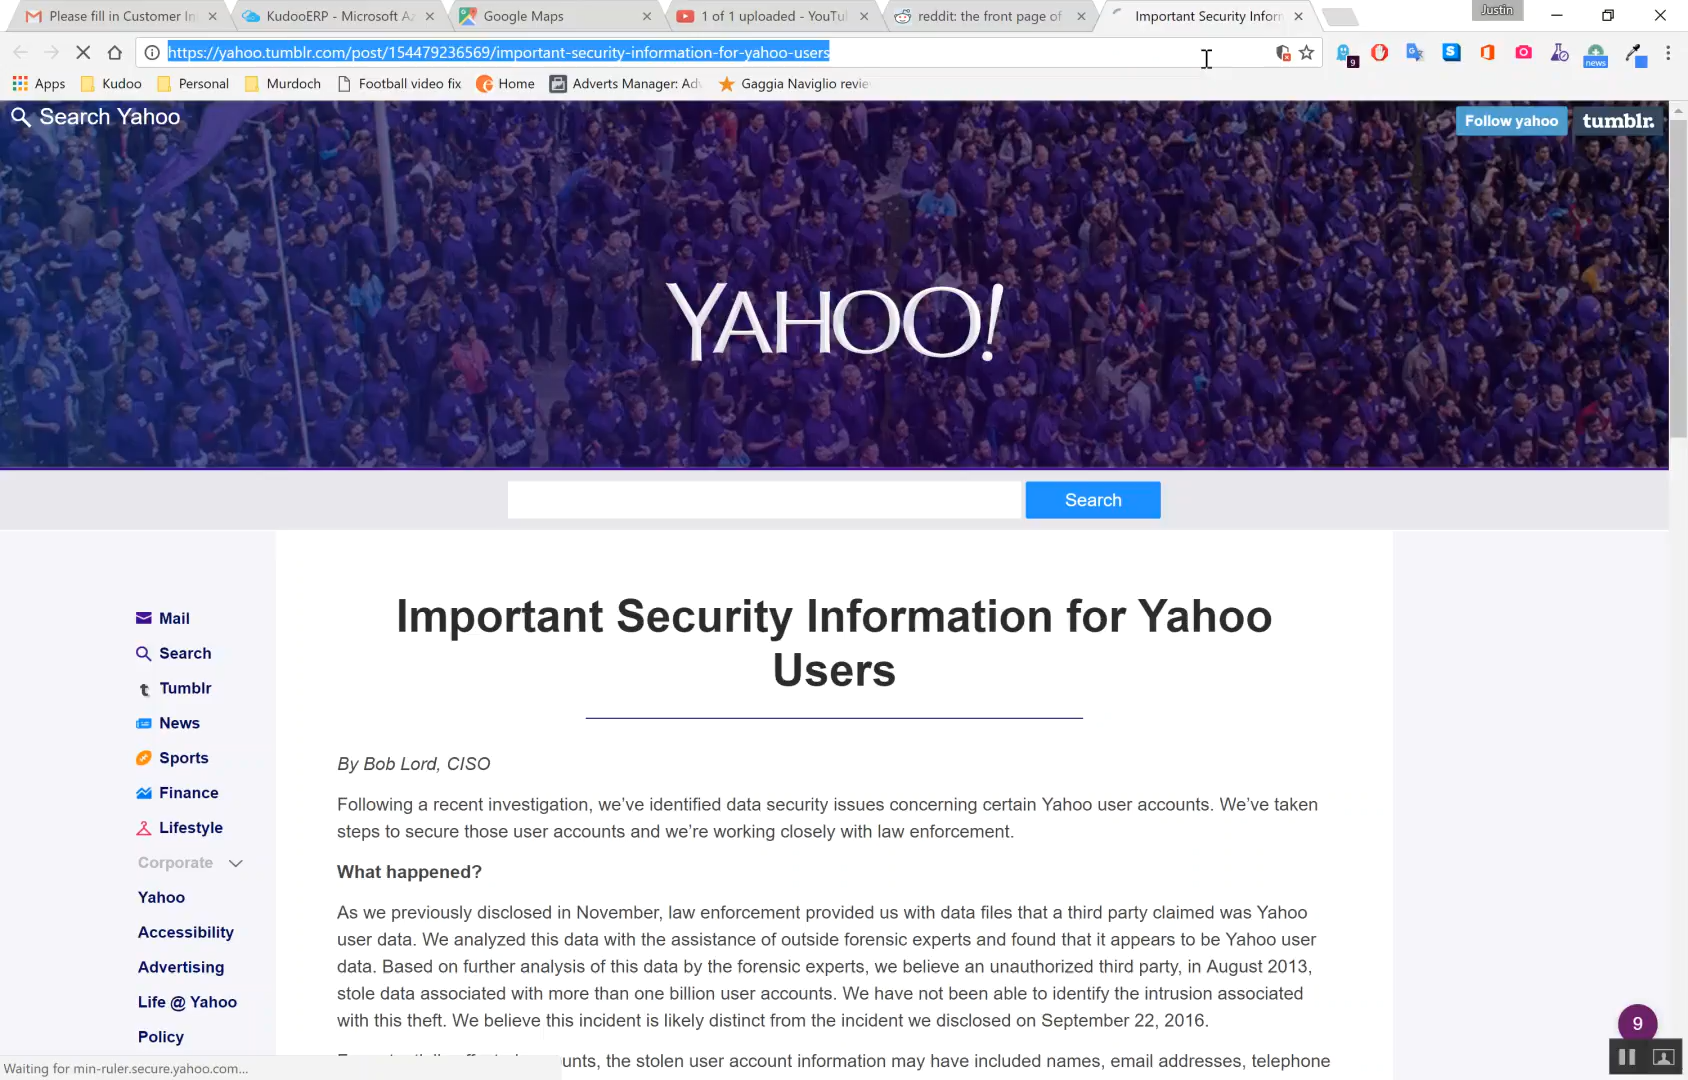 Please fill in Customer In
KudooERP - Microsoft Az
Google Maps
1 of 1 uploaded - YouTu
reddit: the front page of
Important Security Inform
Justin
https://yahoo.tumblr.com/post/154479236569/important-security-information-for-yahoo-users
9
news
Apps
Kudoo
Personal
Murdoch
Football video fix
Home
Adverts Manager: Adv
Gaggia Naviglio revie
Search Yahoo
Follow yahoo
tumblr.
YAHOO!
Search
Important Security Information for Yahoo
Users
Mail
Search
Tumblr
News
Sports
Finance
Lifestyle
Corporate
Yahoo
Accessibility
Advertising
Life @ Yahoo
Policy
By Bob Lord, CISO
Following a recent investigation, we’ve identified data security issues concerning certain Yahoo user accounts. We’ve taken
steps to secure those user accounts and we’re working closely with law enforcement.
What happened?
As we previously disclosed in November, law enforcement provided us with data files that a third party claimed was Yahoo
user data. We analyzed this data with the assistance of outside forensic experts and found that it appears to be Yahoo user
data. Based on further analysis of this data by the forensic experts, we believe an unauthorized third party, in August 2013,
stole data associated with more than one billion user accounts. We have not been able to identify the intrusion associated
with this theft. We believe this incident is likely distinct from the incident we disclosed on September 22, 2016.
unts, the stolen user account information may have included names, email addresses, telephone
9
Waiting for min-ruler.secure.yahoo.com...